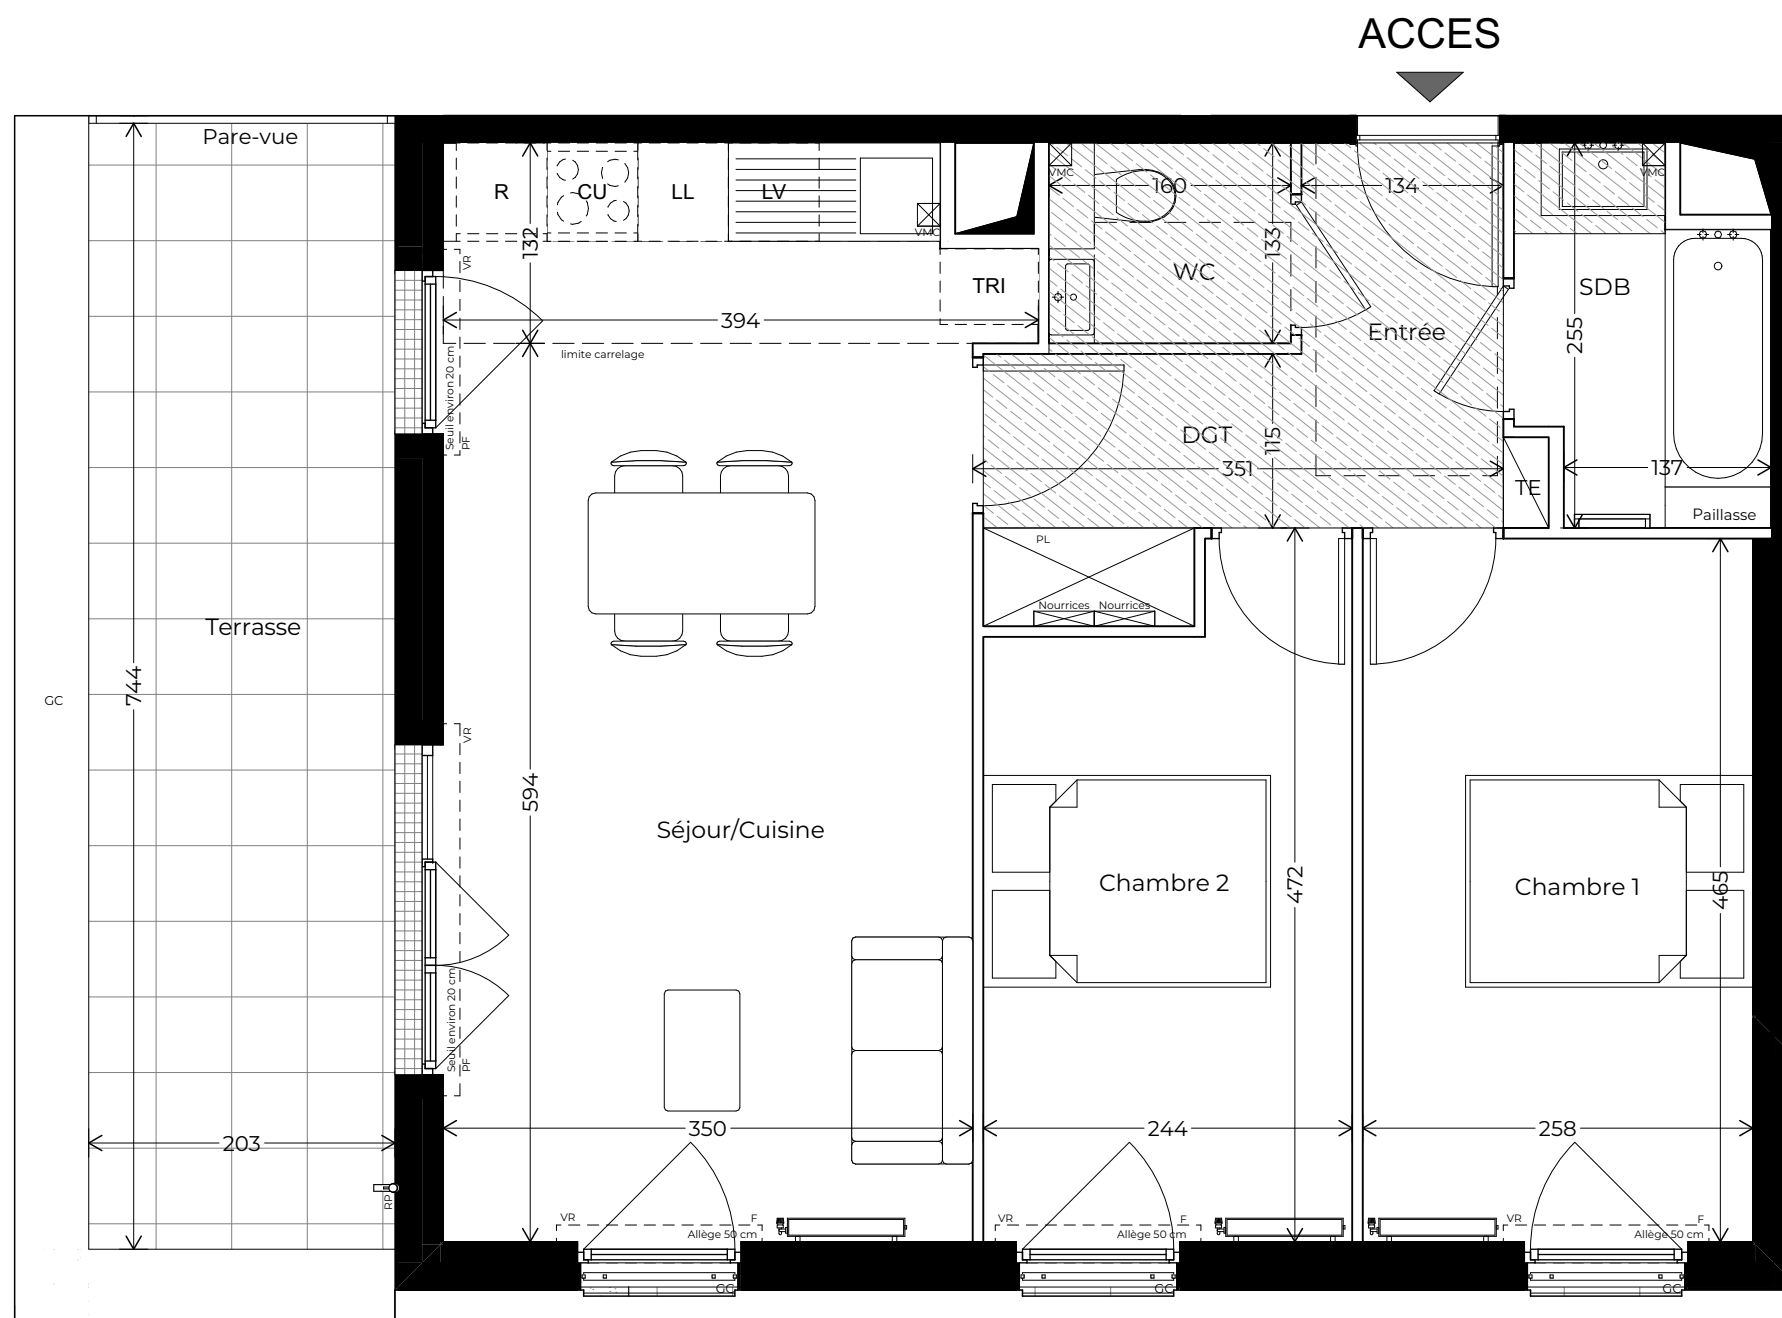 ACCES
Pare-vue
R
CU
LL
LV
VMC
VMC
160
134
VMC
132
133
WC
TRI
SDB
VR
394
Entrée
255
limite carrelage
Seuil environ 20 cm
PF
DGT
115
351
137
TE
Paillasse
PL
Nourrices
Nourrices
Terrasse
744
GC
VR
594
Séjour/Cuisine
Chambre 2
472
Chambre 1
465
Seuil environ 20 cm
PF
203
350
244
258
RP
VR
F
Allège 50 cm
VR
F
Allège 50 cm
VR
F
Allège 50 cm
GC
GC
GC